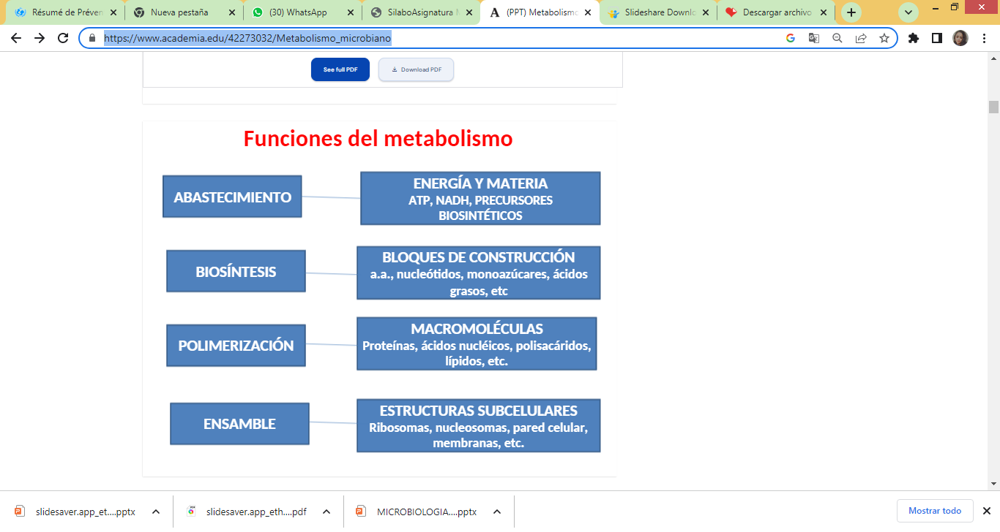 Résumé de Préven
Nueva pestaña
(30) WhatsApp
SilaboAsignatura M
(PPT) Metabolismo
Slideshare Downlo
Descargar archivo
https://www.academia.edu/42273032/Metabolismo_microbiano
See full PDF
Download PDF
Funciones del metabolismo
ABASTECIMIENTO
ENERGÍA Y MATERIA
ATP, NADH, PRECURSORES
BIOSINTÉTICOS
BIOSÍNTESIS
BLOQUES DE CONSTRUCCIÓN
a.a., nucleótidos, monoazúcares, ácidos
grasos, etc
POLIMERIZACIÓN
MACROMOLÉCULAS
Proteínas, ácidos nucléicos, polisacáridos,
lípidos, etc.
ENSAMBLE
ESTRUCTURAS SUBCELULARES
Ribosomas, nucleosomas, pared celular,
membranas, etc.
slidesaver.app_et....pptx
slidesaver.app_eth....pdf
MICROBIOLOGIA....pptx
Mostrar todo